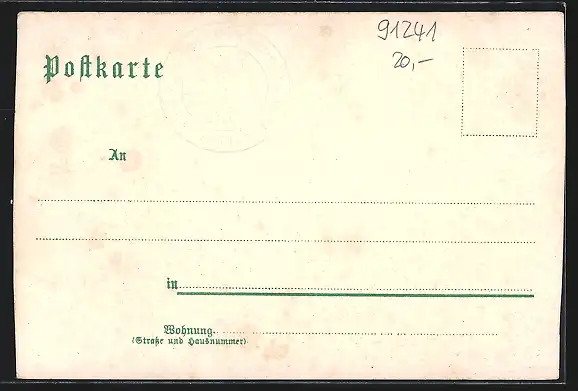 91241
20,-
Postkarte
An
in
Wohnung
(Straße und Hausnummer)